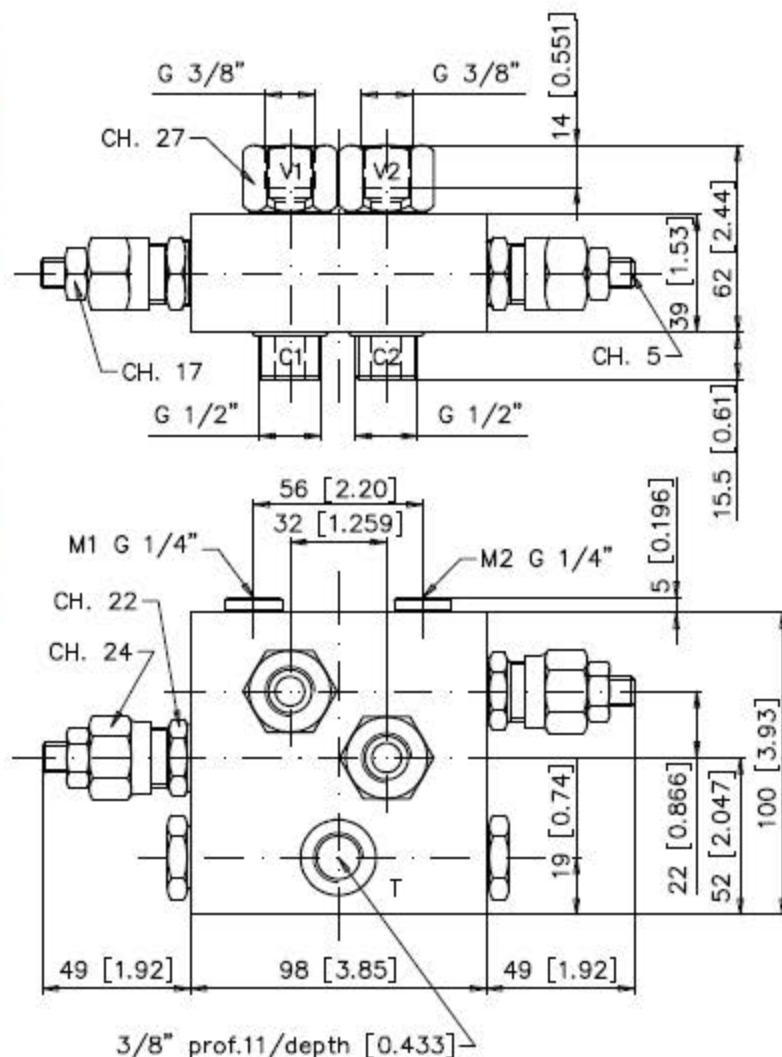 G 3/8"
G 3/8"
14 [0.551]
CH. 27
V1
V2
62 [2.44]
39 [1.53]
CH. 17
C1
C2
CH. 5
G 1/2"
G 1/2"
15.5 [0.61]
56 [2.20]
32 [1.259]
M1 G 1/4"
M2 G 1/4"
5 [0.196]
CH. 22
CH. 24
100 [3.93]
22 [0.866]
52 [2.047]
19 [0.74]
T
49 [1.92]
98 [3.85]
49 [1.92]
3/8" prof.11/depth [0.433]